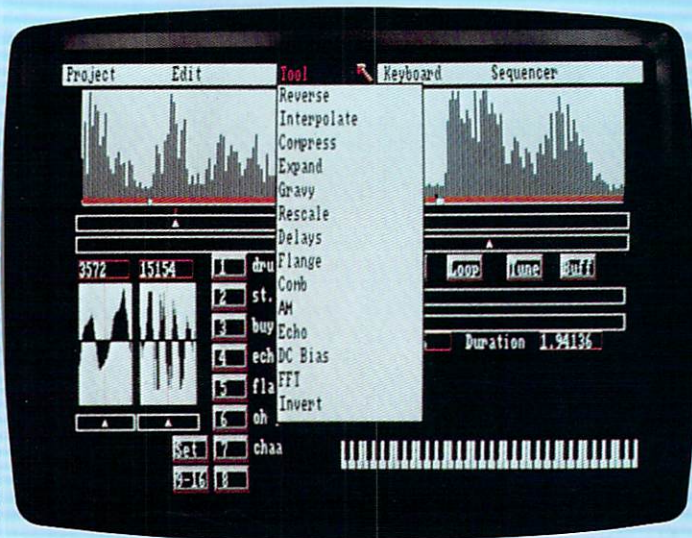 Project Edit Tool Keyboard Sequencer
Reverse
Interpolate
Compress
Expand
Gravy
Rescale
Delays
Flange
Comb
AM
Echo
DC Bias
FFT
Invert
3572 15154
1 dru
2 st.
3 buy
4 ech
5 fla
6 oh
Set 7 chaa
9-16 8
Loop Tune Buff
Duration 1.94136